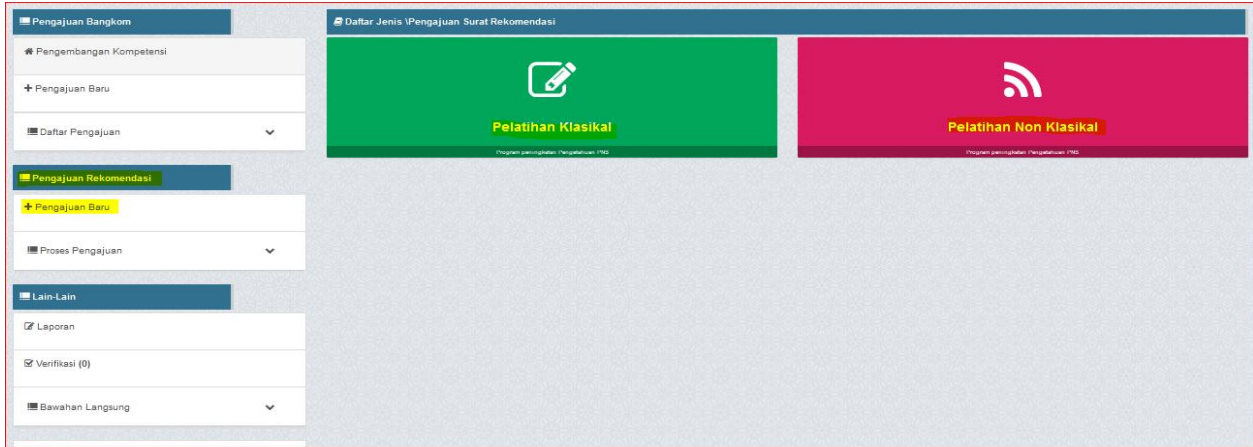 Pengajuan Bangkom
Pengembangan Kompetensi
Pengajuan Baru
Daftar Pengajuan
Pengajuan Rekomendasi
Pengajuan Baru
Proses Pengajuan
Lain-Lain
Laporan
Verifikasi (0)
Bawahan Langsung
Daftar Jenis \Pengajuan Surat Rekomendasi
Pelatihan Klasikal
Program peningkatan Pengetahuan PNS
Pelatihan Non Klasikal
Program peningkatan Pengetahuan PNS